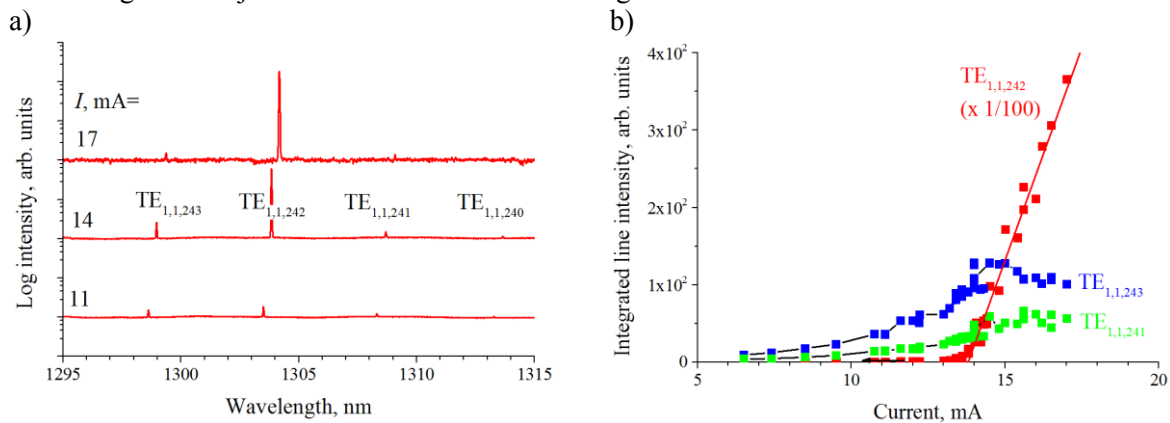 a)
b)
Log intensity, arb. units
I, mA=
17
14
11
TE1,1,243
TE1,1,242
TE1,1,241
TE1,1,240
1295
1300
1305
1310
1315
Wavelength, nm
Integrated line intensity, arb. units
4x10²
3x10²
2x10²
1x10²
0
TE1,1,242
(x 1/100)
TE1,1,243
TE1,1,241
5
10
15
20
Current, mA